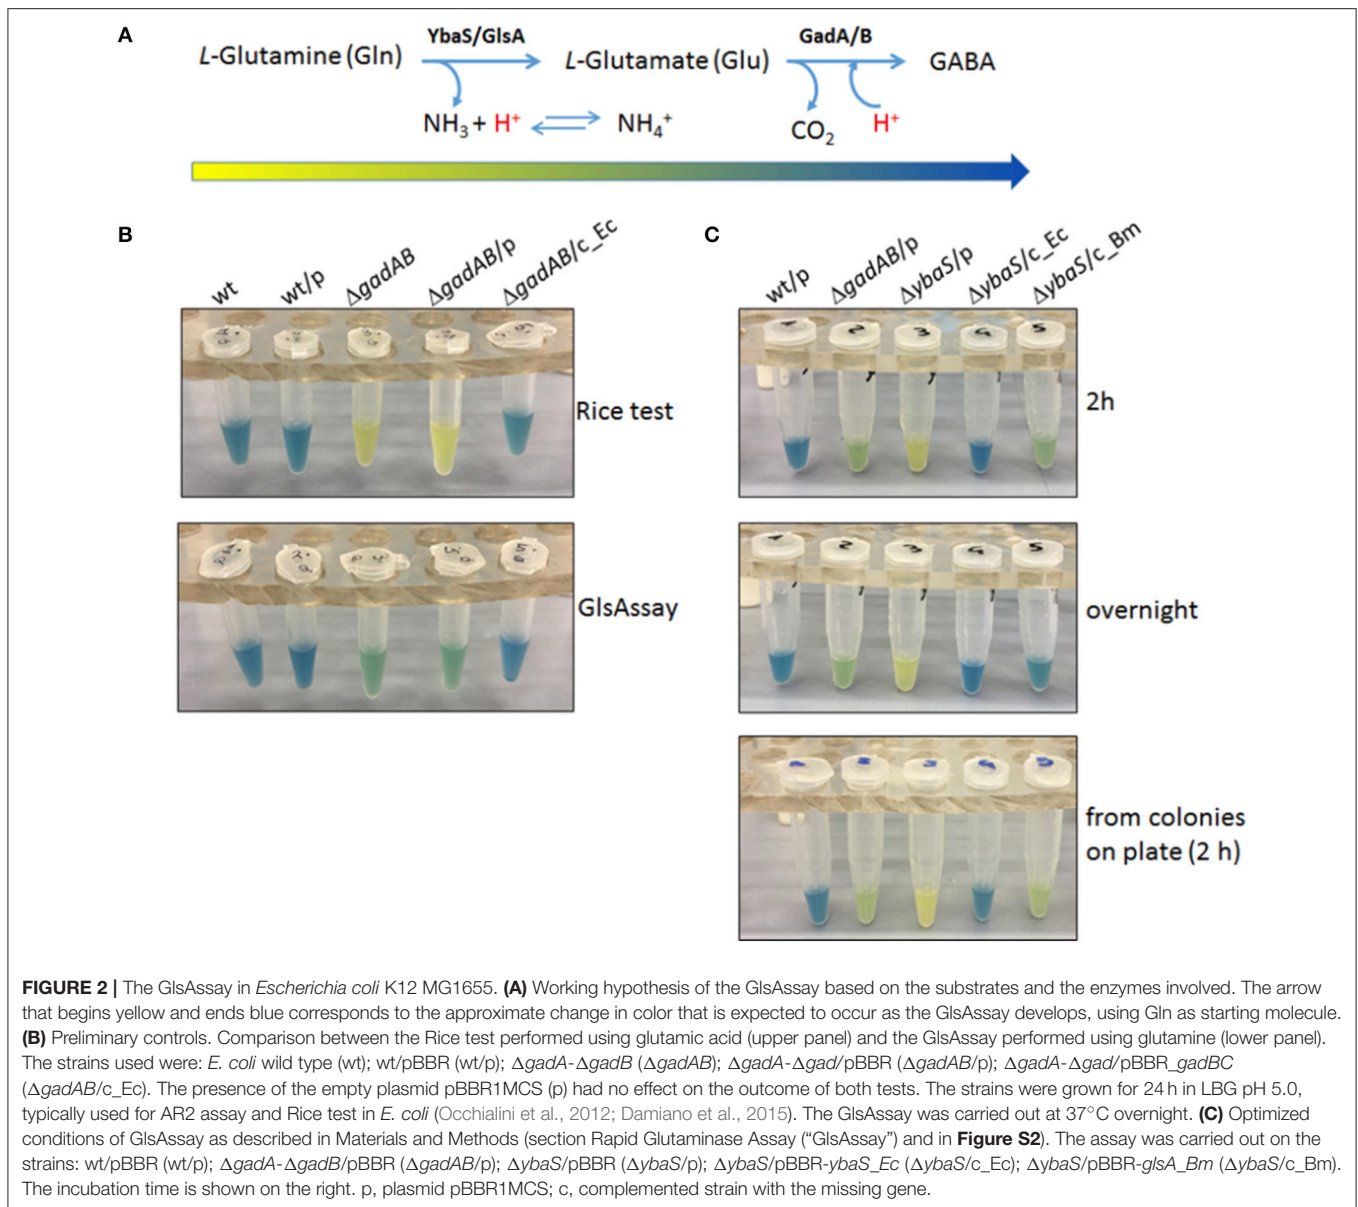 A
YbaS/GlsA
GadA/B
L-Glutamine (Gln)
L-Glutamate (Glu)
GABA
NH3 + H+
NH4+
CO2
H+
B
wt
wt/p
ΔgadAB
ΔgadAB/p
ΔgadAB/c_Ec
Rice test
GlsAssay
C
wt/p
ΔgadAB/p
ΔybaS/p
ΔybaS/c_Ec
ΔybaS/c_Bm
1 2 3 4 5
2h
1 2 3 4 5
overnight
from colonies
on plate (2 h)
FIGURE 2 | The GlsAssay in Escherichia coli K12 MG1655. (A) Working hypothesis of the GlsAssay based on the substrates and the enzymes involved. The arrow
that begins yellow and ends blue corresponds to the approximate change in color that is expected to occur as the GlsAssay develops, using Gln as starting molecule.
(B) Preliminary controls. Comparison between the Rice test performed using glutamic acid (upper panel) and the GlsAssay performed using glutamine (lower panel).
The strains used were: E. coli wild type (wt); wt/pBBR (wt/p); ΔgadA-ΔgadB (ΔgadAB); ΔgadA-Δgad/pBBR (ΔgadAB/p); ΔgadA-Δgad/pBBR_gadBC
(ΔgadAB/c_Ec). The presence of the empty plasmid pBBR1MCS (p) had no effect on the outcome of both tests. The strains were grown for 24 h in LBG pH 5.0,
typically used for AR2 assay and Rice test in E. coli (Occhialini et al., 2012; Damiano et al., 2015). The GlsAssay was carried out at 37°C overnight. (C) Optimized
conditions of GlsAssay as described in Materials and Methods (section Rapid Glutaminase Assay (“GlsAssay”) and in Figure S2). The assay was carried out on the
strains: wt/pBBR (wt/p); ΔgadA-ΔgadB/pBBR (ΔgadAB/p); ΔybaS/pBBR (ΔybaS/p); ΔybaS/pBBR-ybaS_Ec (ΔybaS/c_Ec); ΔybaS/pBBR-glsA_Bm (ΔybaS/c_Bm).
The incubation time is shown on the right. p, plasmid pBBR1MCS; c, complemented strain with the missing gene.